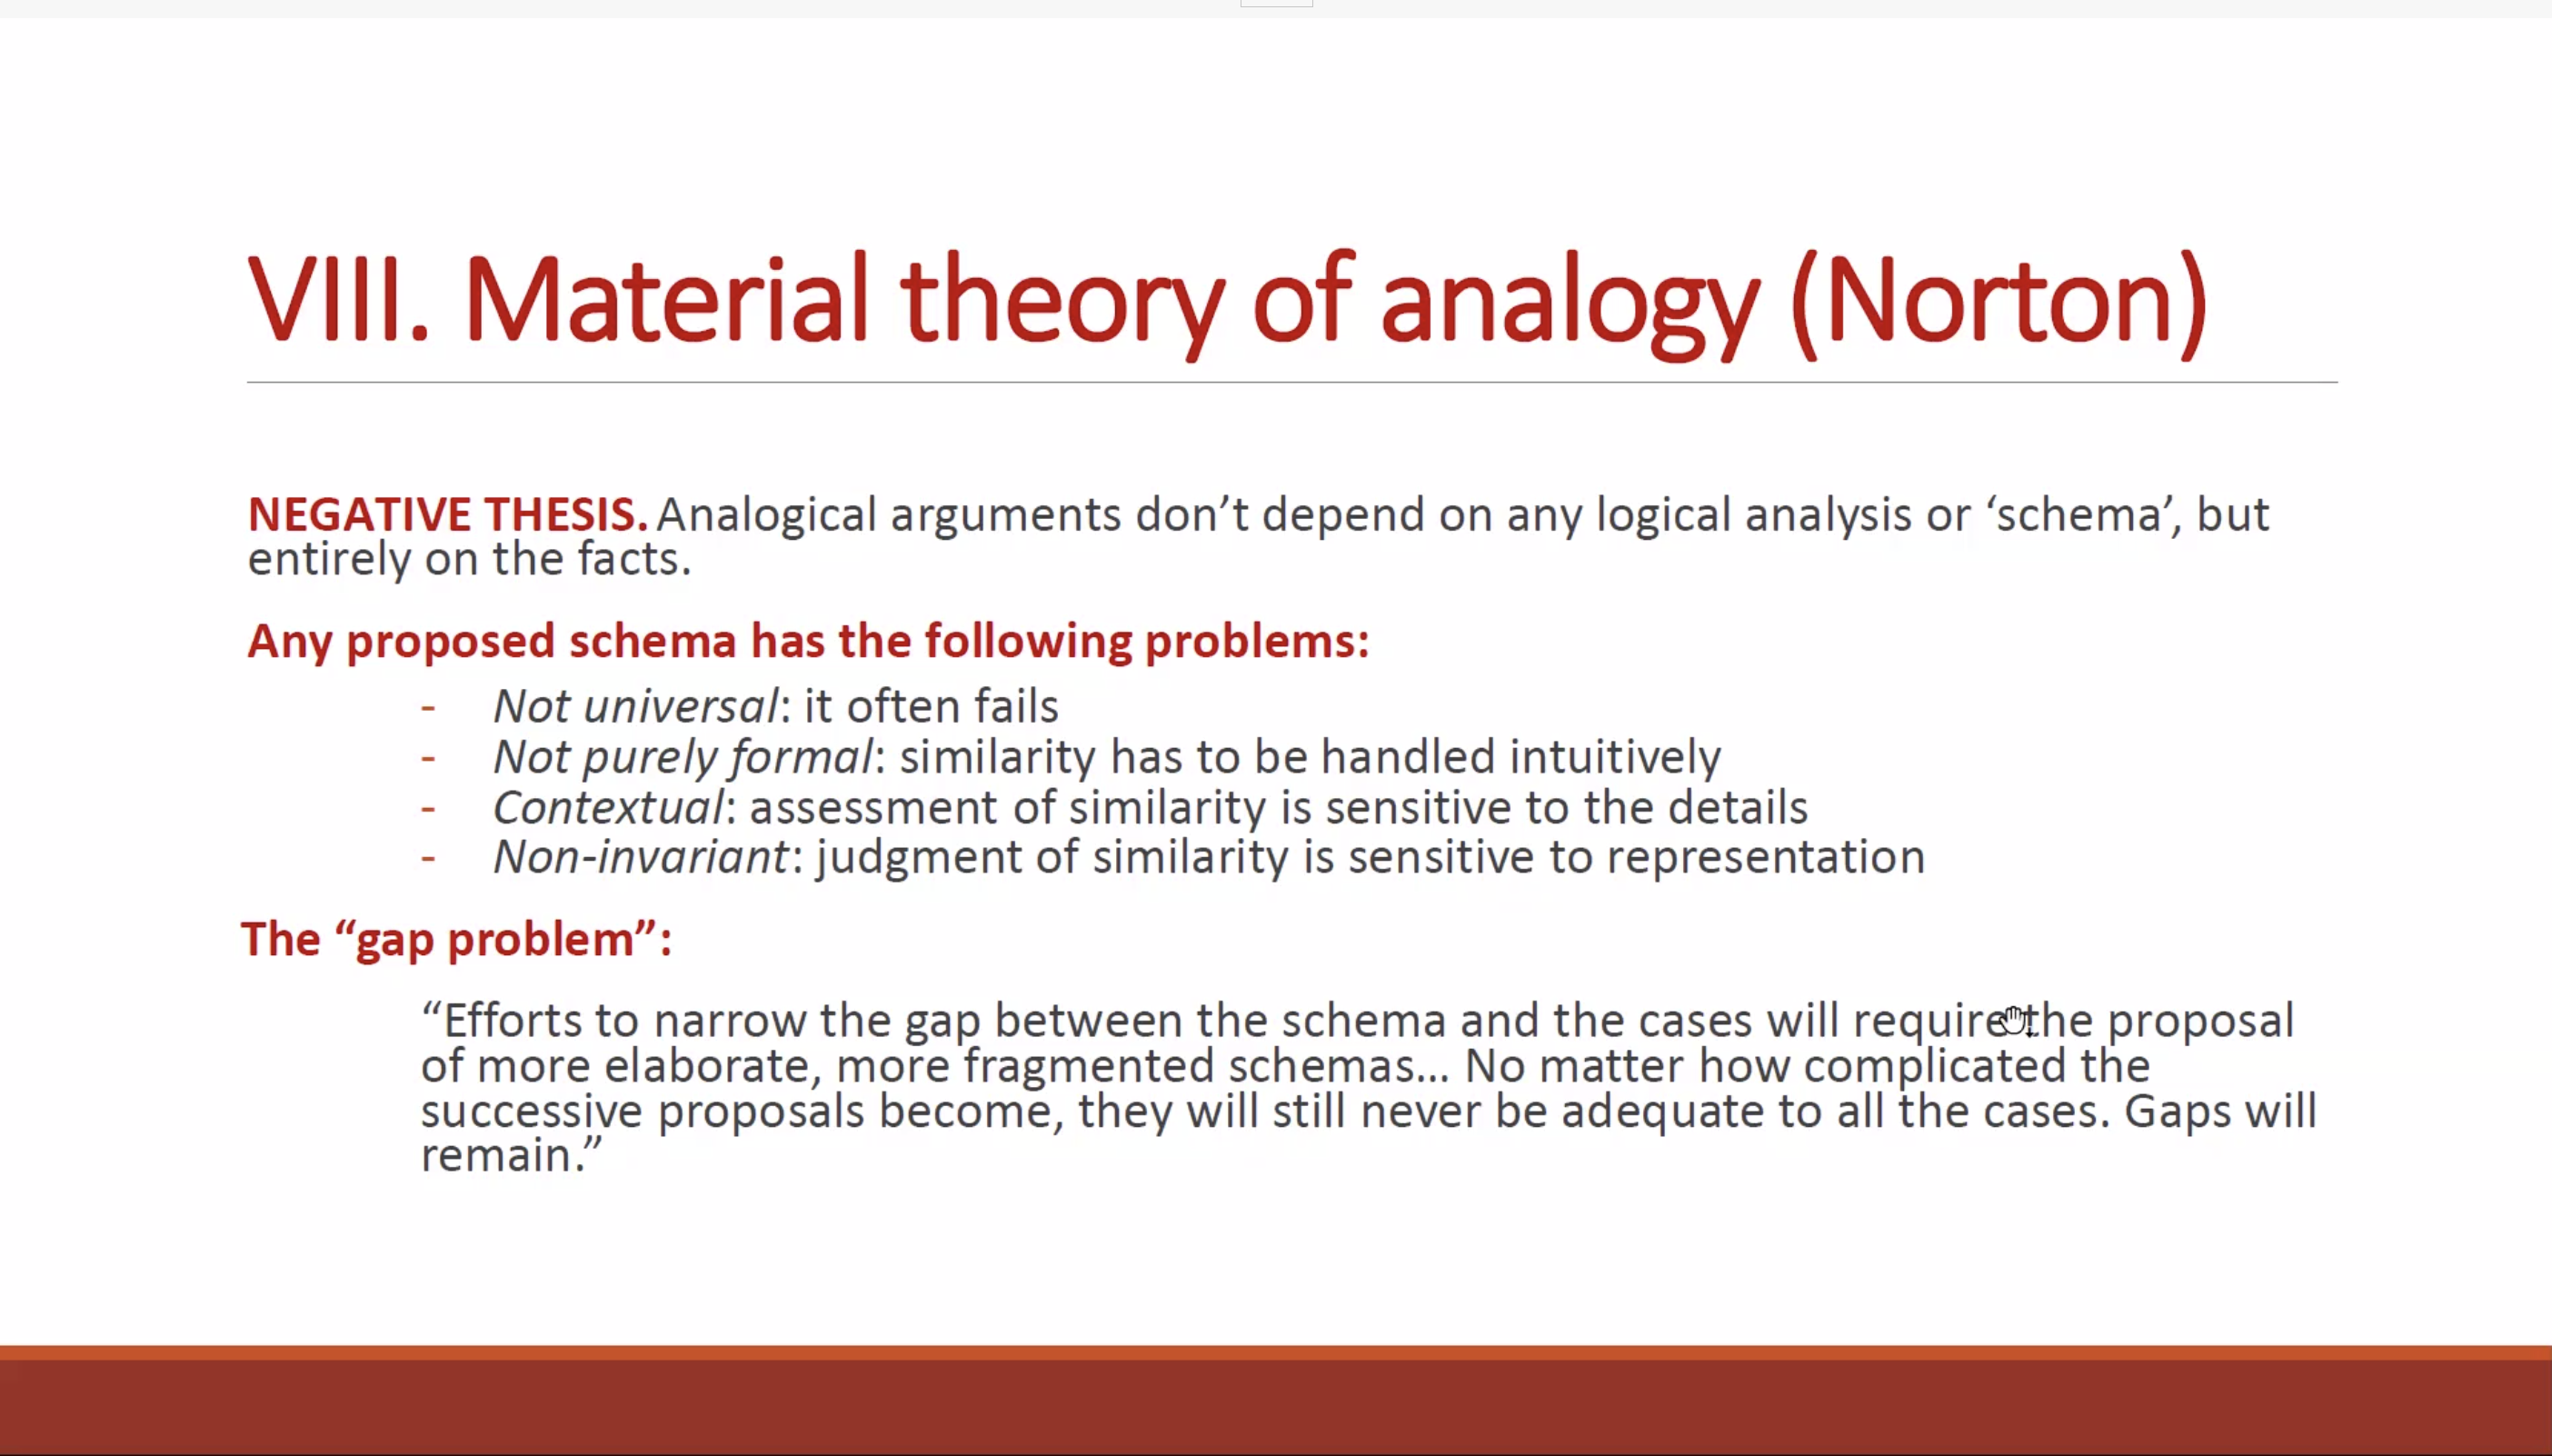 VIII. Material theory of analogy (Norton)
NEGATIVE THESIS. Analogical arguments don’t depend on any logical analysis or ‘schema’, but
entirely on the facts.
Any proposed schema has the following problems:
- Not universal: it often fails
- Not purely formal: similarity has to be handled intuitively
- Contextual: assessment of similarity is sensitive to the details
- Non-invariant: judgment of similarity is sensitive to representation
The “gap problem”:
“Efforts to narrow the gap between the schema and the cases will require the proposal
of more elaborate, more fragmented schemas... No matter how complicated the
successive proposals become, they will still never be adequate to all the cases. Gaps will
remain.”